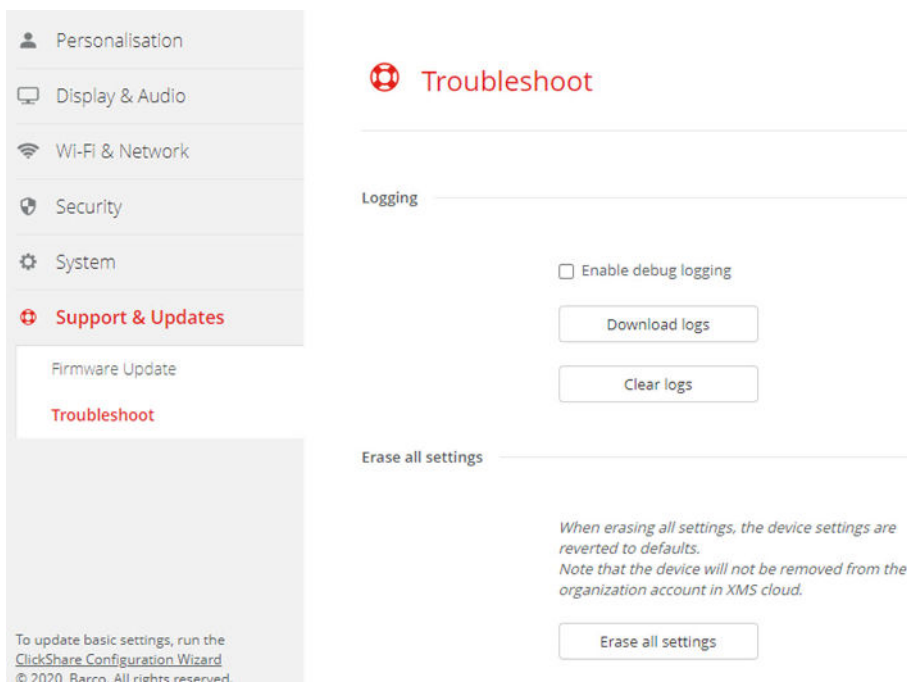 Personalisation
Display & Audio
Wi-Fi & Network
Security
System
Support & Updates
Firmware Update
Troubleshoot
To update basic settings, run the
ClickShare Configuration Wizard
© 2020, Barco. All rights reserved.
Troubleshoot
Logging
Enable debug logging
Download logs
Clear logs
Erase all settings
When erasing all settings, the device settings are
reverted to defaults.
Note that the device will not be removed from the
organization account in XMS cloud.
Erase all settings